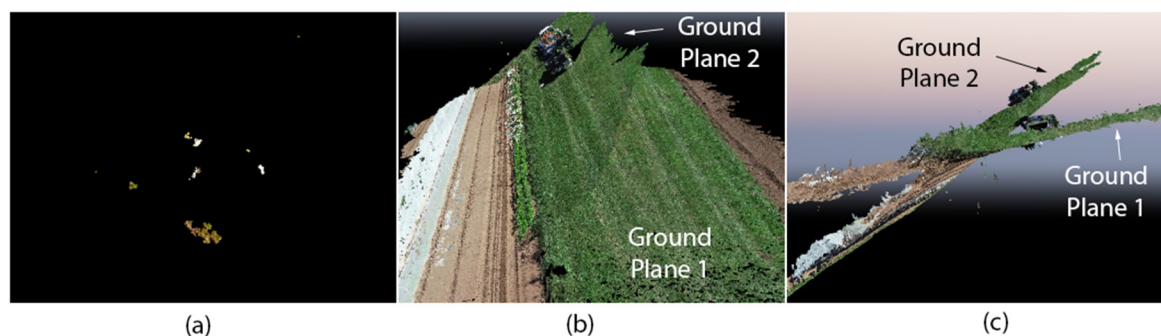 Ground
Plane 2
Ground
Plane 1
Ground
Plane 2
Ground
Plane 1
(a)
(b)
(c)